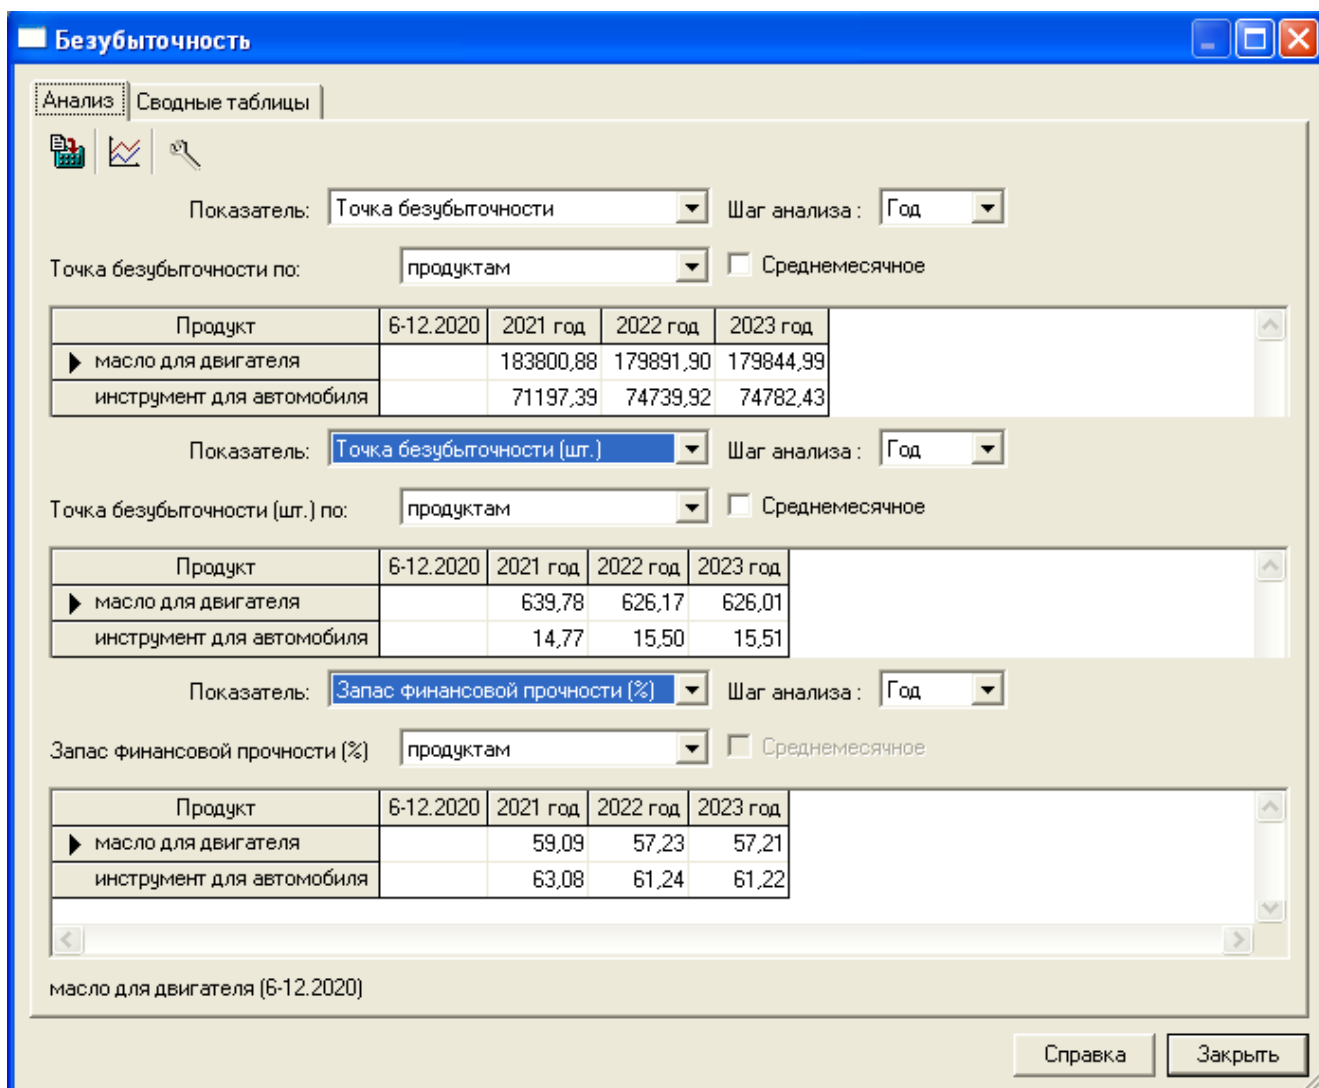 Безубыточность
Анализ Сводные таблицы
Показатель: Точка безубыточности Шаг анализа : Год
Точка безубыточности по: продуктам Среднемесячное
Продукт 6-12.2020 2021 год 2022 год 2023 год
масло для двигателя 183800,88 179891,90 179844,99
инструмент для автомобиля 71197,39 74739,92 74782,43
Показатель: Точка безубыточности (шт.) Шаг анализа : Год
Точка безубыточности (шт.) по: продуктам Среднемесячное
Продукт 6-12.2020 2021 год 2022 год 2023 год
масло для двигателя 639,78 626,17 626,01
инструмент для автомобиля 14,77 15,50 15,51
Показатель: Запас финансовой прочности (%) Шаг анализа : Год
Запас финансовой прочности (%) продуктам Среднемесячное
Продукт 6-12.2020 2021 год 2022 год 2023 год
масло для двигателя 59,09 57,23 57,21
инструмент для автомобиля 63,08 61,24 61,22
масло для двигателя (6-12.2020)
Справка Закрыть